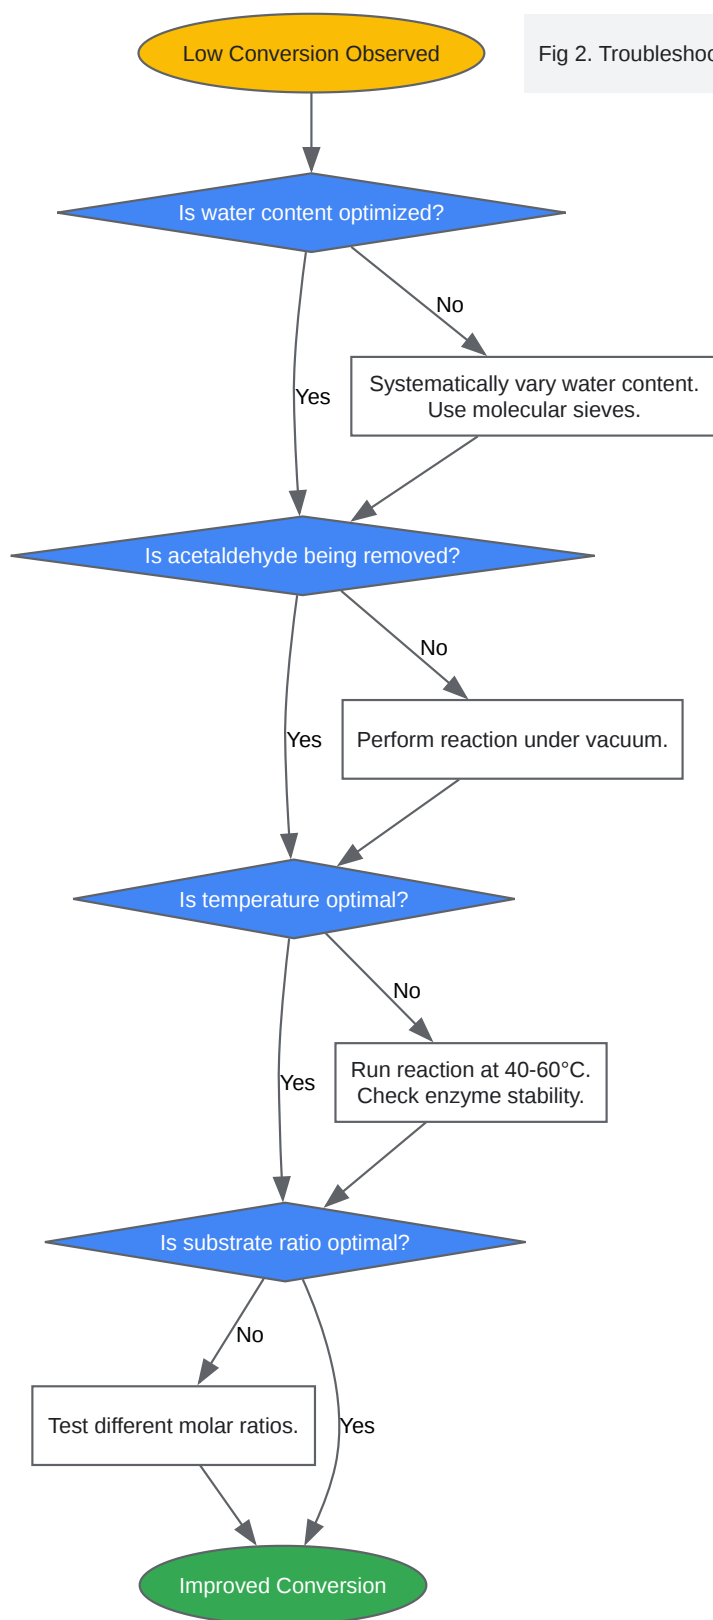 Low Conversion Observed
Fig 2. Troubleshoo
Is water content optimized?
No
Systematically vary water content.
Use molecular sieves.
Yes
Is acetaldehyde being removed?
No
Perform reaction under vacuum.
Yes
Is temperature optimal?
No
Run reaction at 40-60°C.
Check enzyme stability.
Yes
Is substrate ratio optimal?
No
Test different molar ratios.
Yes
Improved Conversion